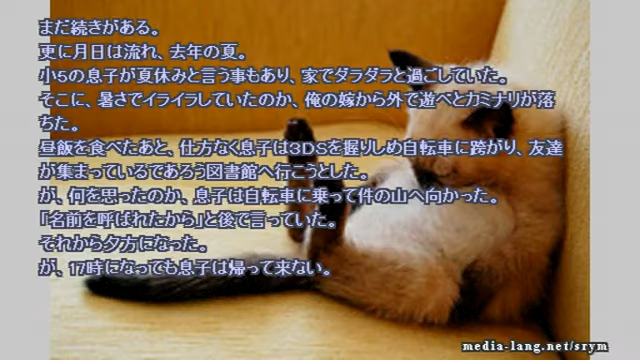 まだ続きがある。
更に月日は流れ、去年の夏。
小5の息子が夏休みと言う事もあり、家でダラダラと過ごしていた。
そこに、暑さでイライラしていたのか、俺の嫁から外で遊べとカミナリが落
ちた。
昼飯を食べたあと、仕方なく息子は3DSを握りしめ自転車に跨がり、友達
が集まっているであろう図書館へ行こうとした。
が、何を思ったのか、息子は自転車に乗って件の山へ向かった。
「名前を呼ばれたから」と後で言っていた。
それから夕方になった。
が、17時になっても息子は帰って来ない。
media-lang.net/srym